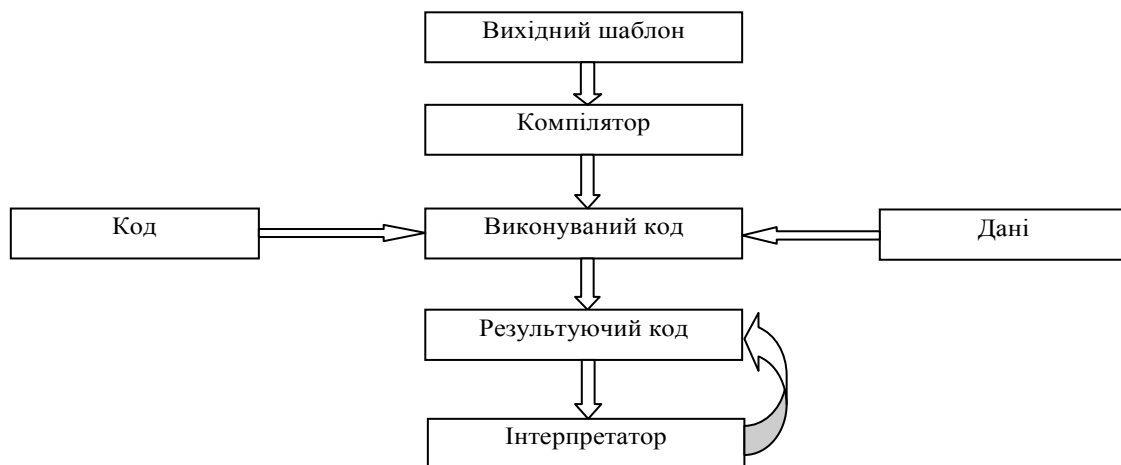 Вихідний шаблон
Компілятор
Код
Виконуваний код
Дані
Результуючий код
Інтерпретатор